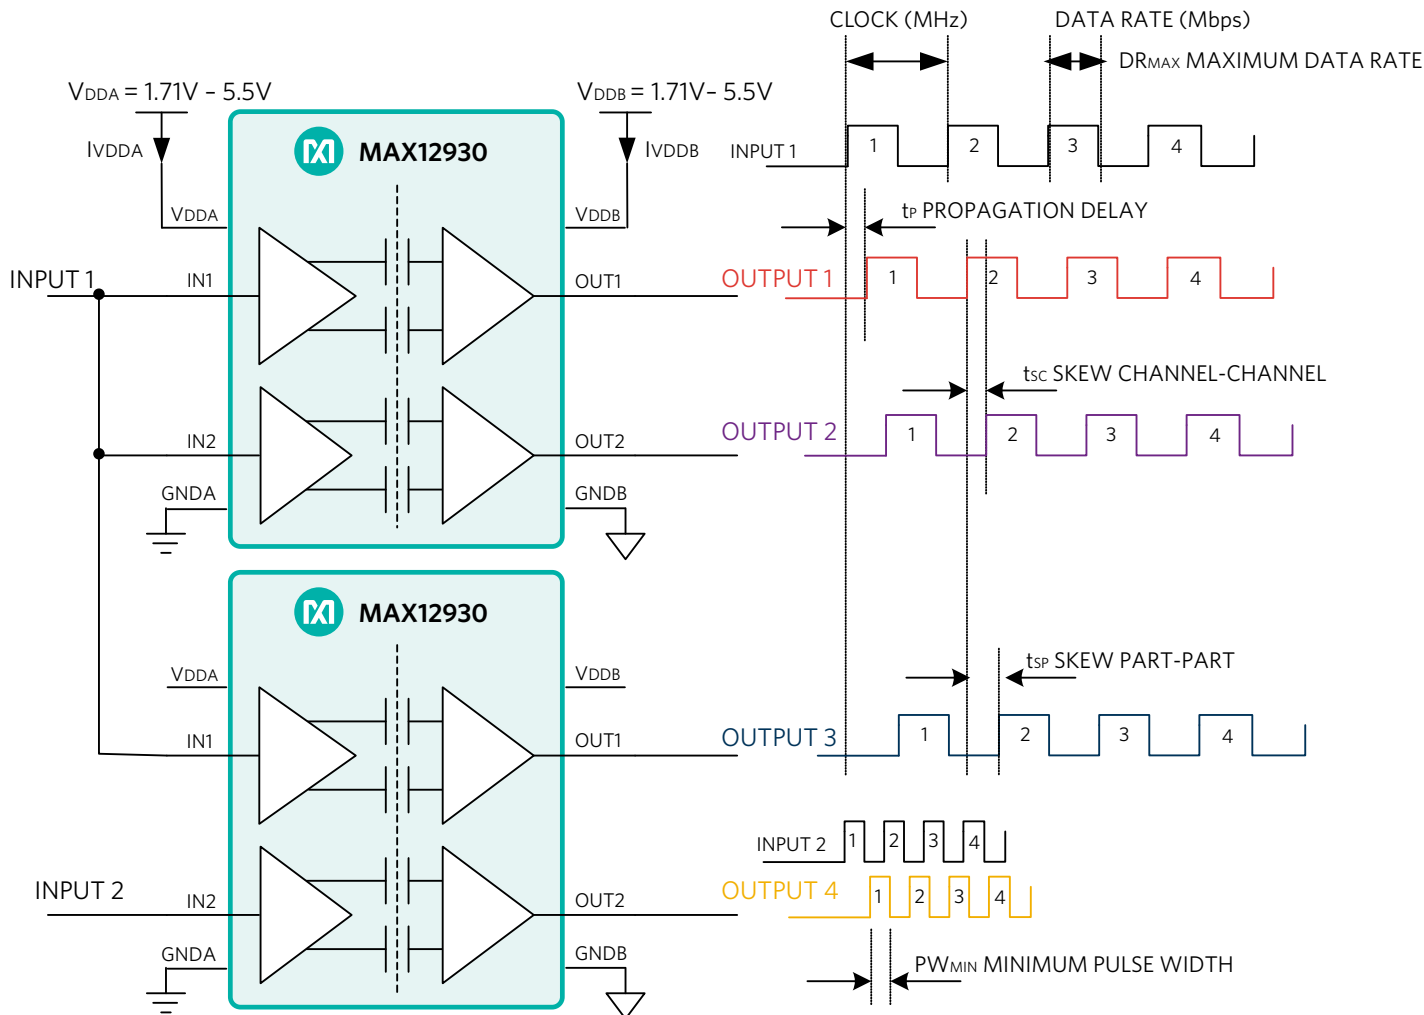 CLOCK (MHz)
DATA RATE (Mbps)
DRMAX MAXIMUM DATA RATE
VDDA = 1.71V - 5.5V
VDDB = 1.71V- 5.5V
IVDDA
MAX12930
IVDDB
INPUT 1
1
2
3
4
VDDA
VDDB
tP PROPAGATION DELAY
INPUT 1
IN1
OUT1
OUTPUT 1
1
2
3
4
tSC SKEW CHANNEL-CHANNEL
IN2
OUT2
OUTPUT 2
1
2
3
4
GNDA
GNDB
MAX12930
VDDA
VDDB
tSP SKEW PART-PART
IN1
OUT1
OUTPUT 3
1
2
3
4
INPUT 2
1
2
3
4
INPUT 2
IN2
OUT2
OUTPUT 4
1
2
3
4
GNDA
GNDB
PWMIN MINIMUM PULSE WIDTH